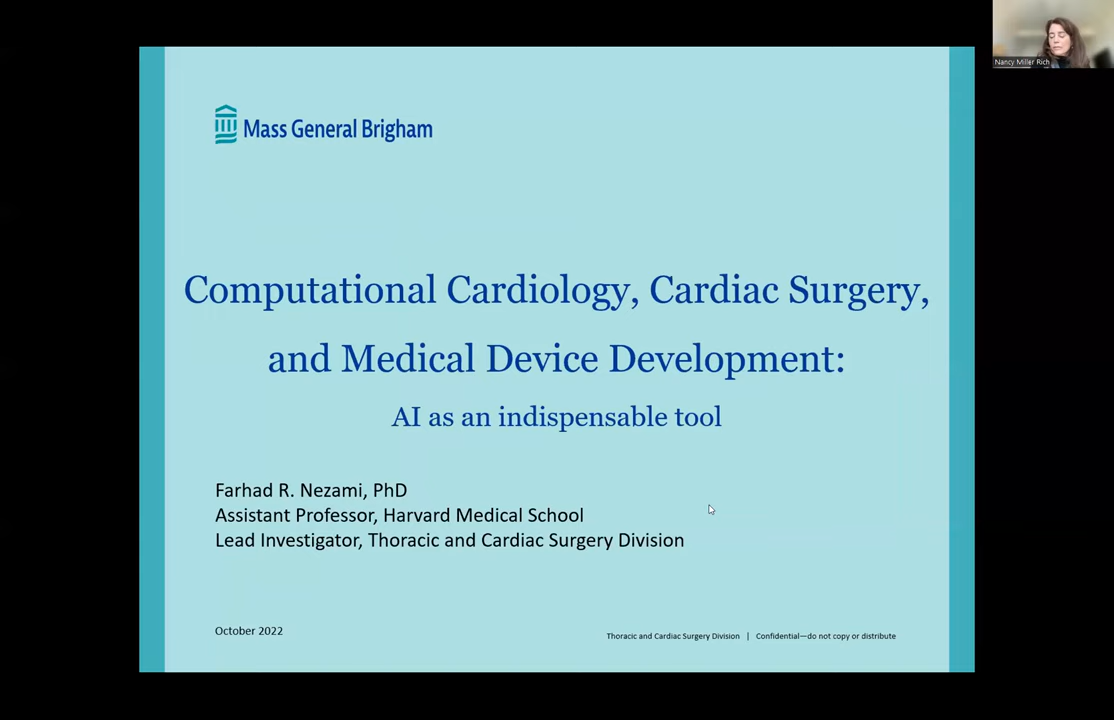 Nancy Miller Rich
Mass General Brigham
Computational Cardiology, Cardiac Surgery,
and Medical Device Development:
AI as an indispensable tool
Farhad R. Nezami, PhD
Assistant Professor, Harvard Medical School
Lead Investigator, Thoracic and Cardiac Surgery Division
October 2022
Thoracic and Cardiac Surgery Division | Confidential—do not copy or distribute